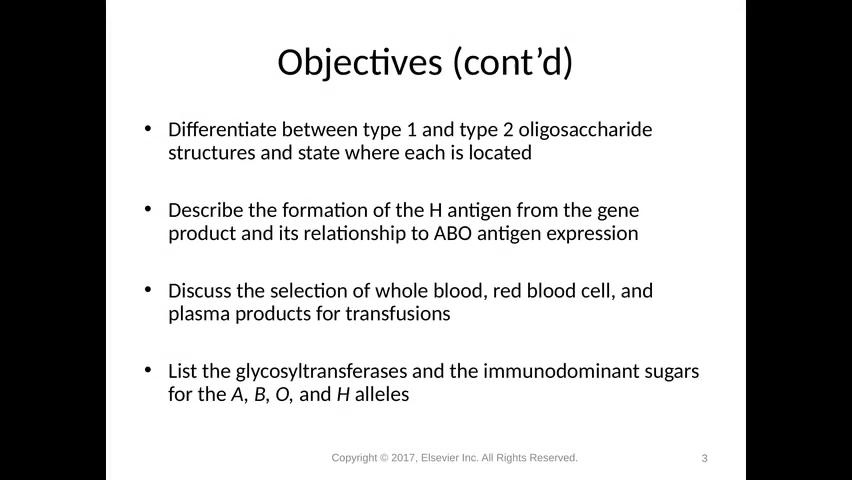 Objectives (cont’d)
• Differentiate between type 1 and type 2 oligosaccharide
structures and state where each is located
• Describe the formation of the H antigen from the gene
product and its relationship to ABO antigen expression
• Discuss the selection of whole blood, red blood cell, and
plasma products for transfusions
• List the glycosyltransferases and the immunodominant sugars
for the A, B, O, and H alleles
Copyright © 2017, Elsevier Inc. All Rights Reserved.
3